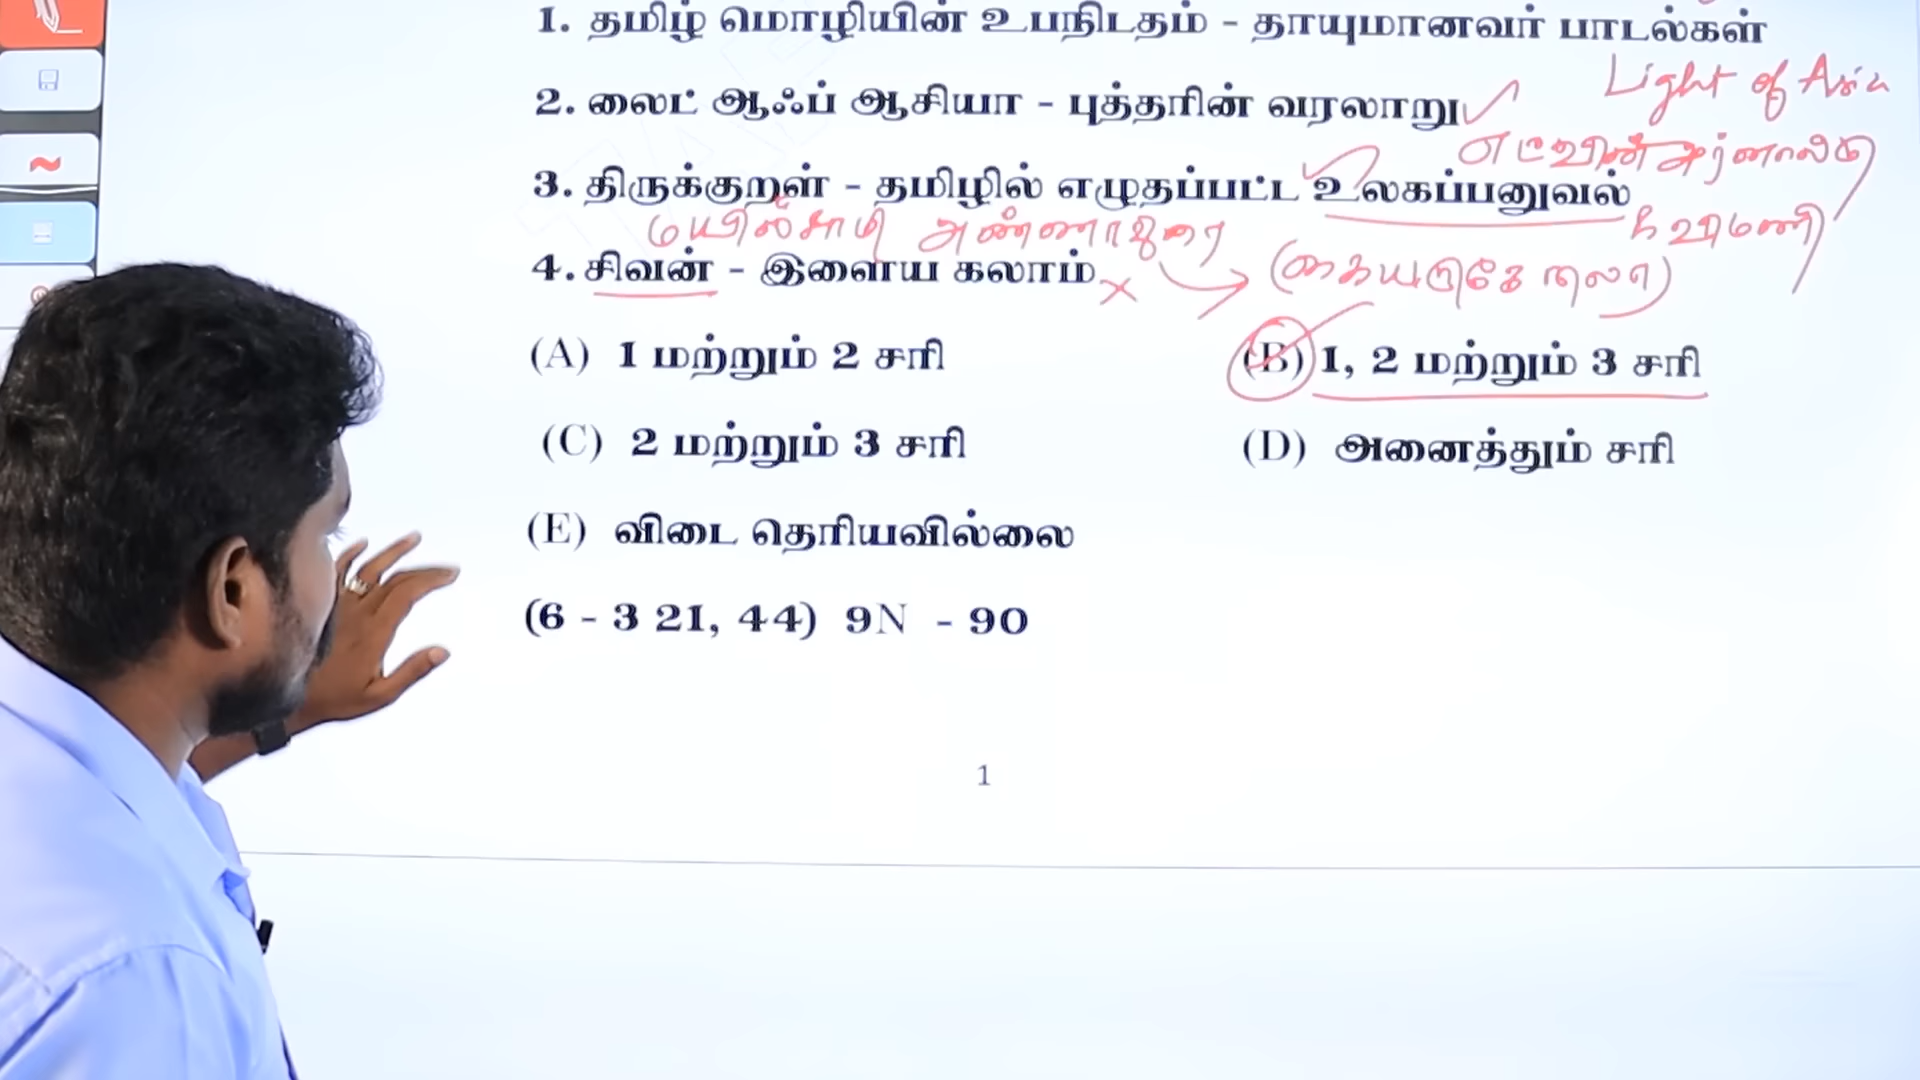 1. தமிழ் மொழியின் உபநிடதம் - தாயுமானவர் பாடல்கள்
Light of Asia
2. லைட் ஆஃப் ஆசியா - புத்தரின் வரலாறு
எட்வின் அர்னால்டு
3. திருக்குறள் - தமிழில் எழுதப்பட்ட உலகப்பனுவல்
மயில்சாமி அண்ணாதுரை
கவிமணி
4. சிவன் - இளைய கலாம்
(கையருகே நிலா)
(A) 1 மற்றும் 2 சரி
(B) 1, 2 மற்றும் 3 சரி
(C) 2 மற்றும் 3 சரி
(D) அனைத்தும் சரி
(E) விடை தெரியவில்லை
(6 - 3 21, 44) 9N - 90
1